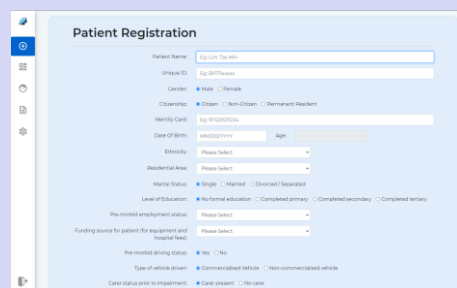 Patient Registration
Patient Name: Eg: Lim Tze Min
Unique ID:
Gender: Male Female
Citizenship: Citizen Non-Citizen Permanent Resident
Identity Card:
Date Of Birth: MM/DD/YYYY Age:
Ethnicity: Please Select
Residential Area: Please Select
Marital Status: Single Married Divorced / Separated
Level of Education: No formal education Completed primary Completed secondary Completed tertiary
Pre-morbid employment status: Please Select
Funding source for patient (for equipment and Please Select
hospital fees):
Pre-morbid driving status: Yes No
Type of vehicle driven: Commercialised Vehicle Non-commercialised vehicle
Carer status prior to impairment: Carer present No carer